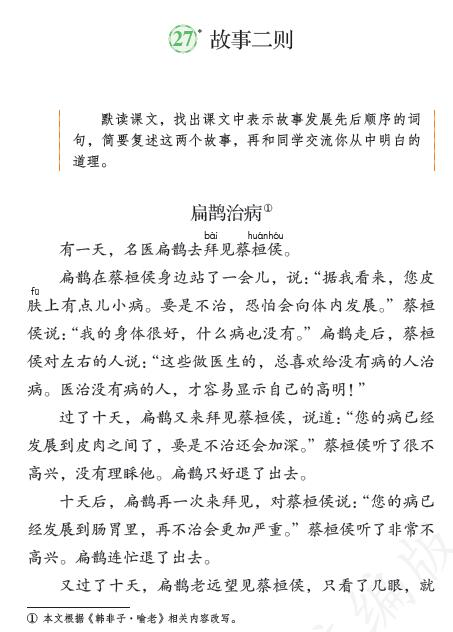 27* 故事二则
默读课文，找出课文中表示故事发展先后顺序的词
句，简要复述这两个故事，再和同学交流你从中明白的
道理。
扁鹊治病①
bài huánhóu
有一天，名医扁鹊去拜见蔡桓侯。
扁鹊在蔡桓侯身边站了一会儿，说：“据我看来，您皮
fū
肤上有点儿小病。要是不治，恐怕会向体内发展。”蔡桓
侯说：“我的身体很好，什么病也没有。”扁鹊走后，蔡桓
侯对左右的人说：“这些做医生的，总喜欢给没有病的人治
病。医治没有病的人，才容易显示自己的高明！”
过了十天，扁鹊又来拜见蔡桓侯，说道：“您的病已经
发展到皮肉之间了，要是不治还会加深。”蔡桓侯听了很不
高兴，没有理睬他。扁鹊只好退了出去。
十天后，扁鹊再一次来拜见，对蔡桓侯说：“您的病已
经发展到肠胃里，再不治会更加严重。”蔡桓侯听了非常不
高兴。扁鹊连忙退了出去。
又过了十天，扁鹊老远望见蔡桓侯，只看了几眼，就
① 本文根据《韩非子·喻老》相关内容改写。
编版